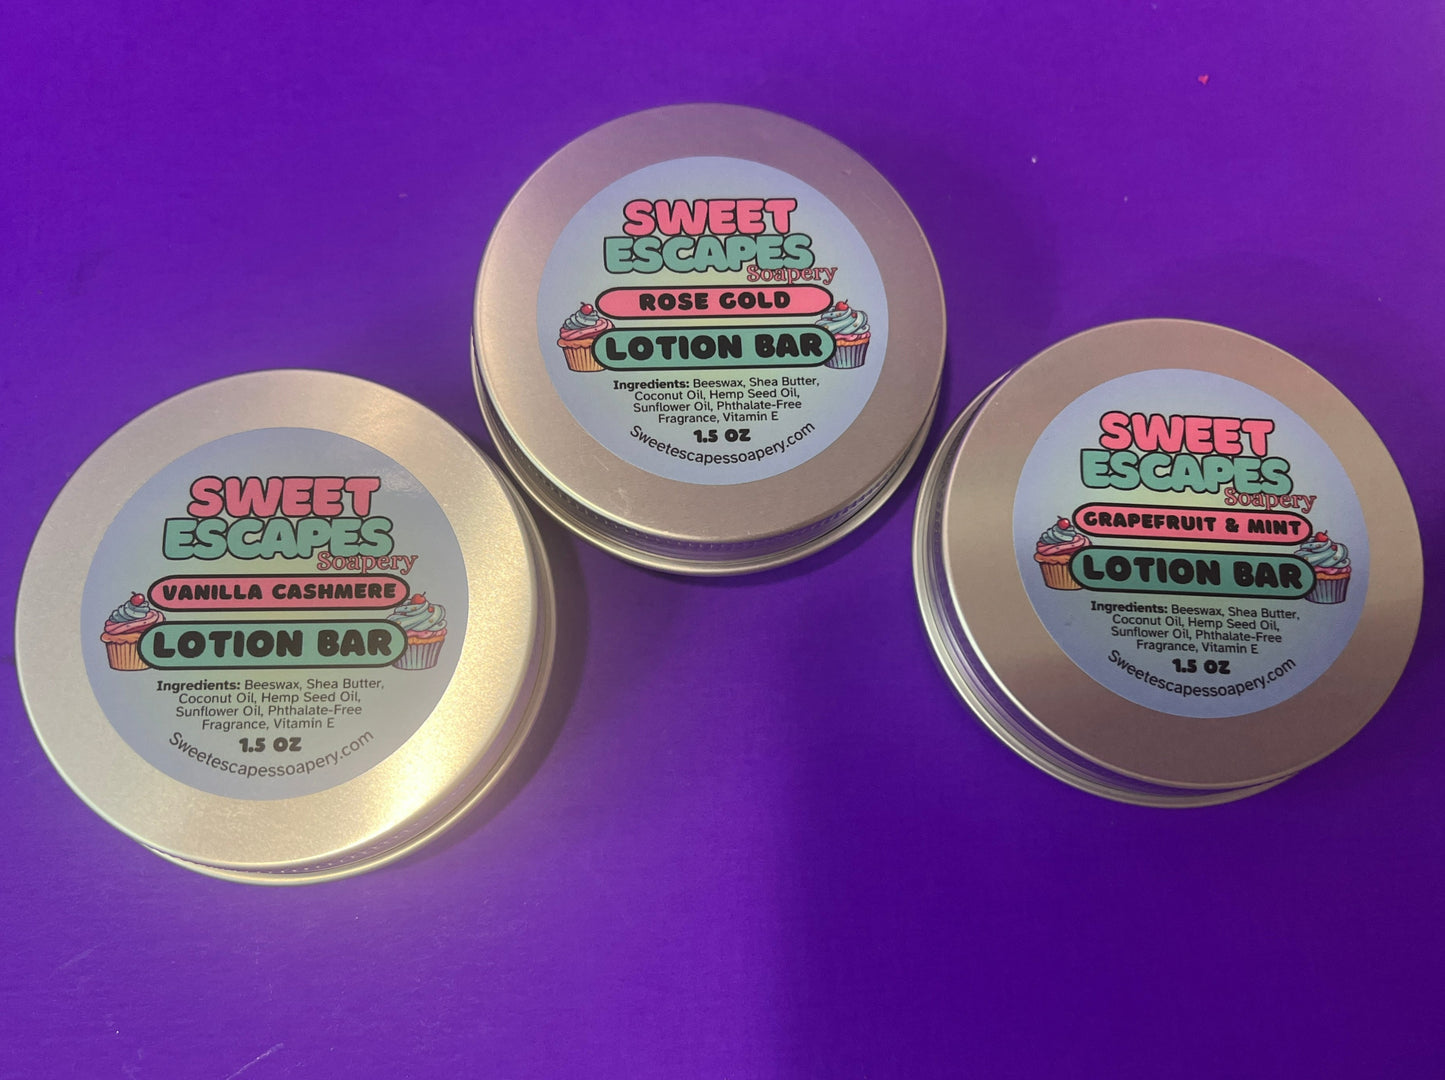 SWEET
ESCAPES
Soapery
VANILLA CASHMERE
LOTION BAR
Ingredients: Beeswax, Shea Butter,
Coconut Oil, Hemp Seed Oil,
Sunflower Oil, Phthalate-Free
Fragrance, Vitamin E
1.5 OZ
Sweetescapessoapery.com
SWEET
ESCAPES
Soapery
ROSE GOLD
LOTION BAR
Ingredients: Beeswax, Shea Butter,
Coconut Oil, Hemp Seed Oil,
Sunflower Oil, Phthalate-Free
Fragrance, Vitamin E
1.5 OZ
Sweetescapessoapery.com
SWEET
ESCAPES
Soapery
GRAPEFRUIT & MINT
LOTION BAR
Ingredients: Beeswax, Shea Butter,
Coconut Oil, Hemp Seed Oil,
Sunflower Oil, Phthalate-Free
Fragrance, Vitamin E
1.5 OZ
Sweetescapessoapery.com